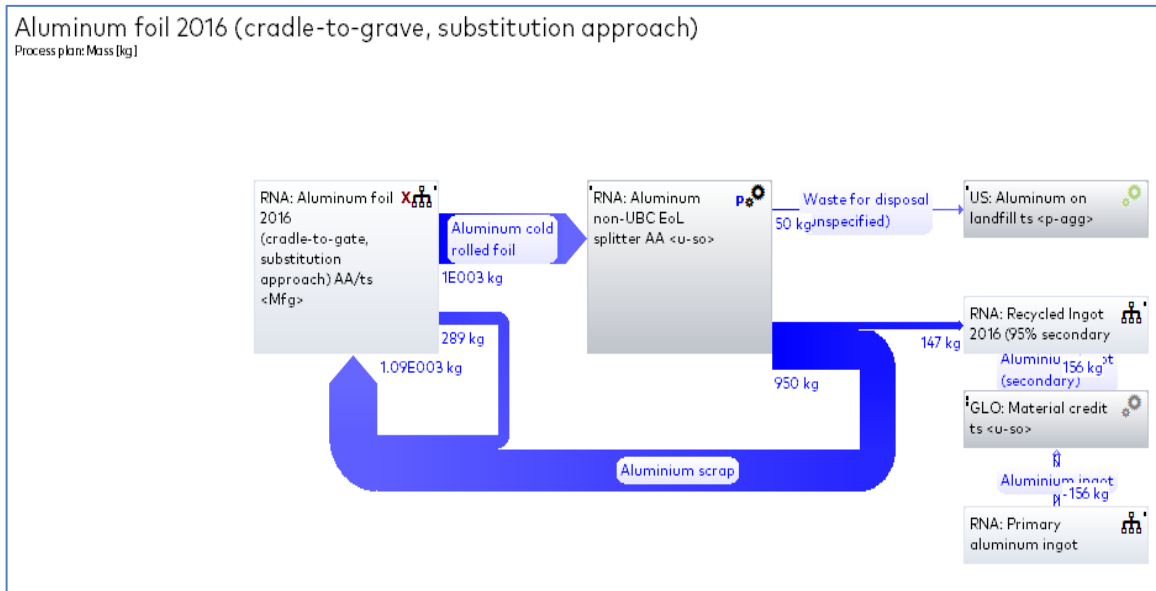 Aluminum foil 2016 (cradle-to-grave, substitution approach)
Process plan: Mass [kg]
RNA: Aluminum foil
2016
(cradle-to-gate,
substitution
approach) AA/ts
<Mfg>
X
Aluminum cold
rolled foil
1E003 kg
289 kg
1.09E003 kg
RNA: Aluminum
non-UBC EoL
splitter AA <u-so>
p
Waste for disposal
50 kg
unspecified)
US: Aluminum on
landfill ts <p-agg>
950 kg
147 kg
RNA: Recycled Ingot
2016 (95% secondary
156 kg
(secondary)
GLO: Material credit
ts <u-so>
Aluminium ingot
-156 kg
RNA: Primary
aluminum ingot
Aluminium scrap